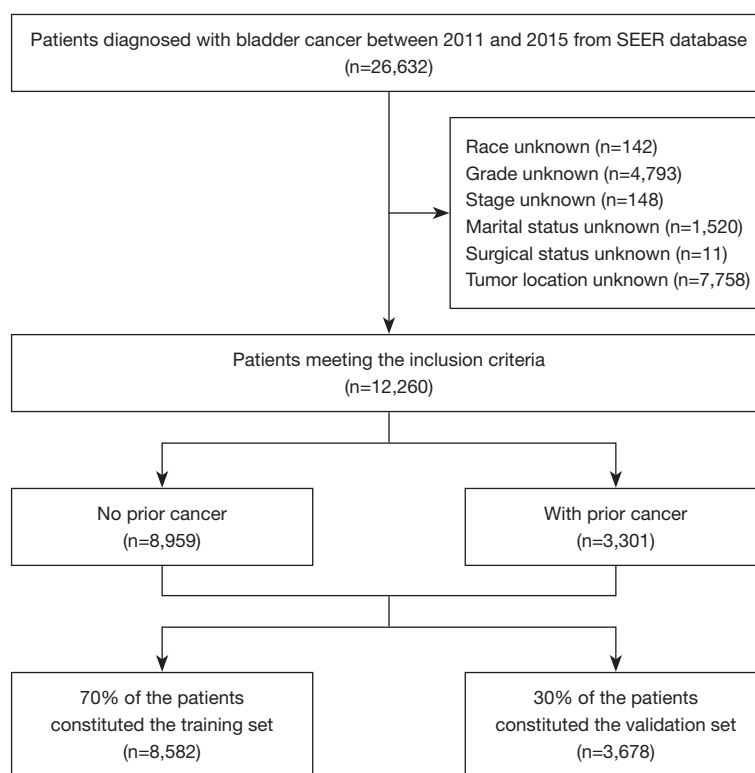 Patients diagnosed with bladder cancer between 2011 and 2015 from SEER database
(n=26,632)
Race unknown (n=142)
Grade unknown (n=4,793)
Stage unknown (n=148)
Marital status unknown (n=1,520)
Surgical status unknown (n=11)
Tumor location unknown (n=7,758)
Patients meeting the inclusion criteria
(n=12,260)
No prior cancer
(n=8,959)
With prior cancer
(n=3,301)
70% of the patients
constituted the training set
(n=8,582)
30% of the patients
constituted the validation set
(n=3,678)